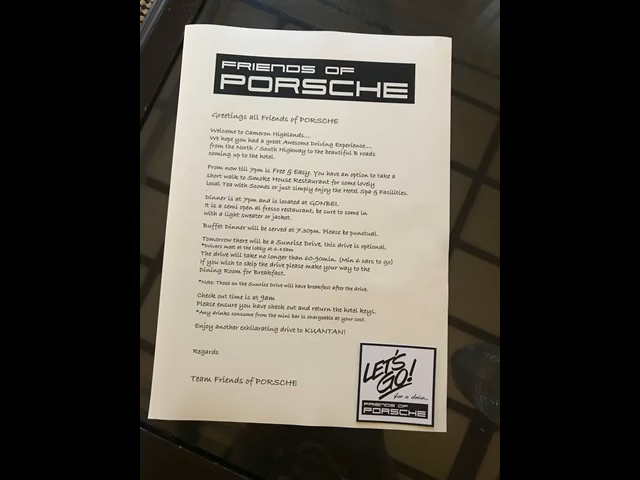 FRIENDS OF
PORSCHE
Greetings all Friends of PORSCHE
Welcome to Cameron Highlands....
We hope you had a great Awesome Driving Experience....
from the North / South Highway to the beautiful B roads
coming up to the hotel.
From now till 7pm is Free & Easy. You have an option to take a
short walk to Smoke House Restaurant for some lovely
local Tea with Scones or just simply enjoy the Hotel Spa & Facilities.
Dinner is at 7pm and is located at GONBEI.
It is a semi open al fresco restaurant, be sure to come in
with a light sweater or jacket.
Buffet Dinner will be served at 7.30pm. Please be punctual.
Tomorrow there will be a Sunrise Drive, this drive is optional.
*Drivers meet at the lobby at 6.45am
The drive will take no longer than 60-90min. (Min 6 cars to go)
If you wish to skip the drive please make your way to the
Dining Room for Breakfast.
*Note: Those on the Sunrise Drive will have breakfast after the drive.
Check out time is at 9am
Please ensure you have check out and return the hotel keys.
*Any drinks consume from the mini bar is chargeable at your cost.
Enjoy another exhilarating drive to KUANTAN!
Regards
Team Friends of PORSCHE
LET'S
GO!
for a drive...
FRIENDS OF
PORSCHE